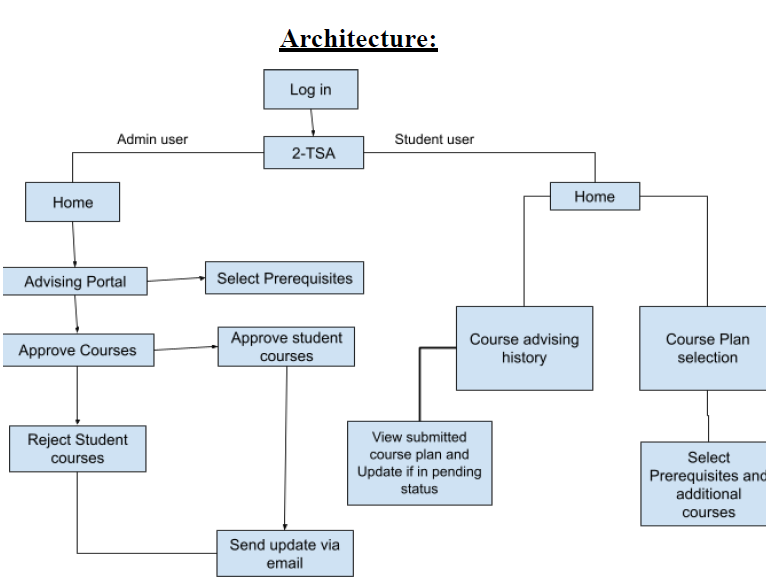 Architecture:
Log in
Admin user
Student user
2-TSA
Home
Home
Advising Portal
Select Prerequisites
Approve Courses
Approve student
courses
Course advising
history
Course Plan
selection
Reject Student
courses
View submitted
course plan and
Update if in pending
status
Select
Prerequisites and
additional
courses
Send update via
email